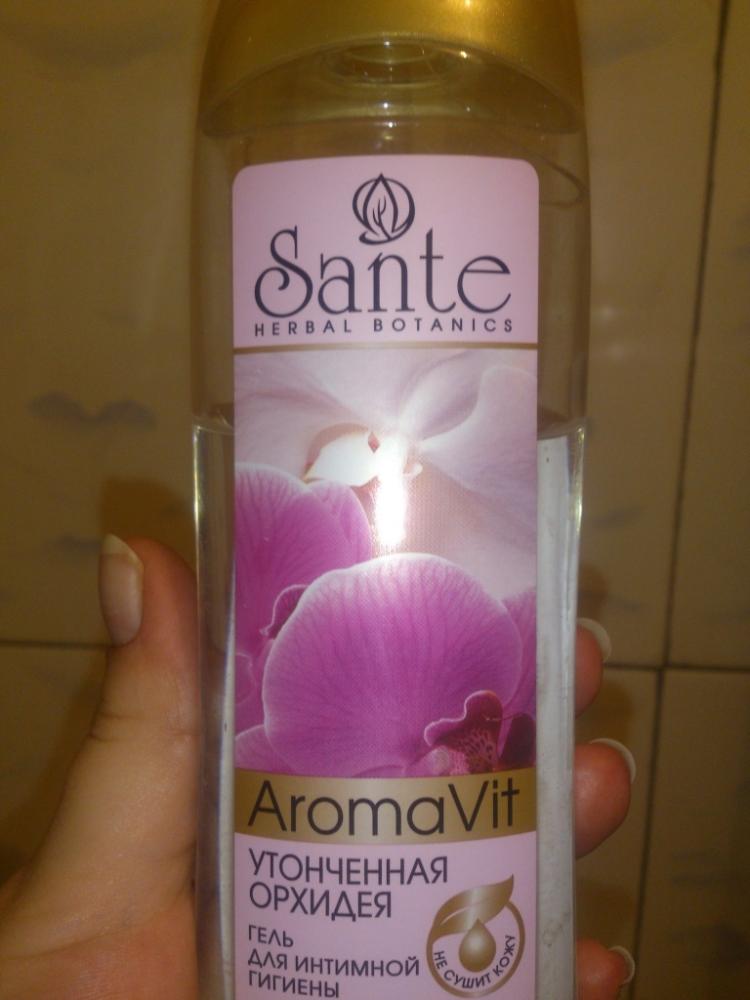 Sante
HERBAL BOTANICS
AromaVit
УТОНЧЕННАЯ
ОРХИДЕЯ
ГЕЛЬ
ДЛЯ ИНТИМНОЙ
ГИГИЕНЫ
НЕ СУШИТ КОЖУ